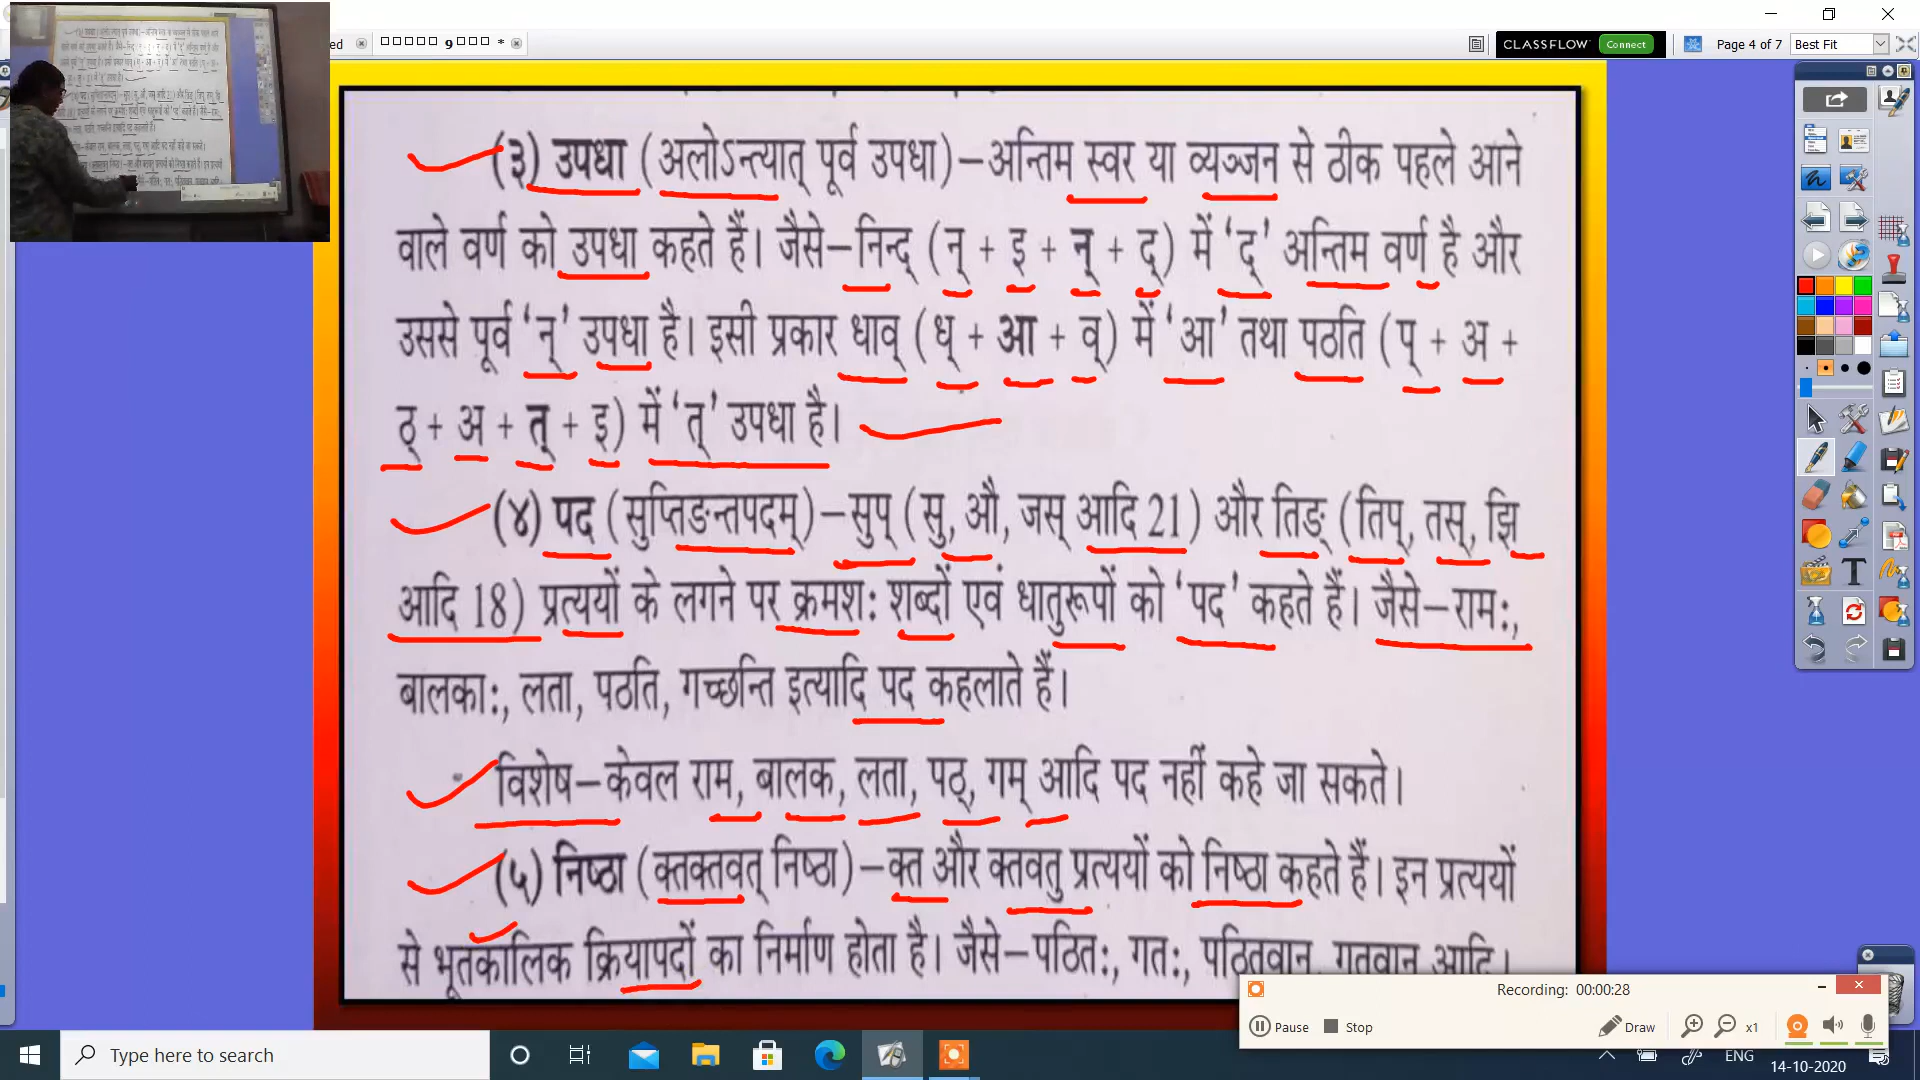 ed
9 *
CLASSFLOW Connect
Page 4 of 7
Best Fit
(३) उपधा (अलोऽन्त्यात् पूर्व उपधा)–अन्तिम स्वर या व्यञ्जन से ठीक पहले आने
वाले वर्ण को उपधा कहते हैं। जैसे–निन्द् (न् + इ + न् + द्) में ‘द्’ अन्तिम वर्ण है और
उससे पूर्व ‘न्’ उपधा है। इसी प्रकार धाव् (ध् + आ + व्) में ‘आ’ तथा पठति (प् + अ +
ठ् + अ + त् + इ) में ‘त्’ उपधा है।
(४) पद (सुप्तिङन्तपदम्)–सुप् (सु, औ, जस् आदि 21) और तिङ् (तिप्, तस्, झि
आदि 18) प्रत्ययों के लगने पर क्रमश: शब्दों एवं धातुरूपों को ‘पद’ कहते हैं। जैसे–राम:,
बालका:, लता, पठति, गच्छन्ति इत्यादि पद कहलाते हैं।
विशेष–केवल राम, बालक, लता, पठ्, गम् आदि पद नहीं कहे जा सकते।
(५) निष्ठा (क्तक्तवत् निष्ठा)–क्त और क्तवतु प्रत्ययों को निष्ठा कहते हैं। इन प्रत्ययों
से भूतकालिक क्रियापदों का निर्माण होता है। जैसे–पठित:, गत:, पठितवान्, गतवान् आदि।
Recording: 00:00:28
Pause Stop Draw x1
Type here to search
ENG
14-10-2020